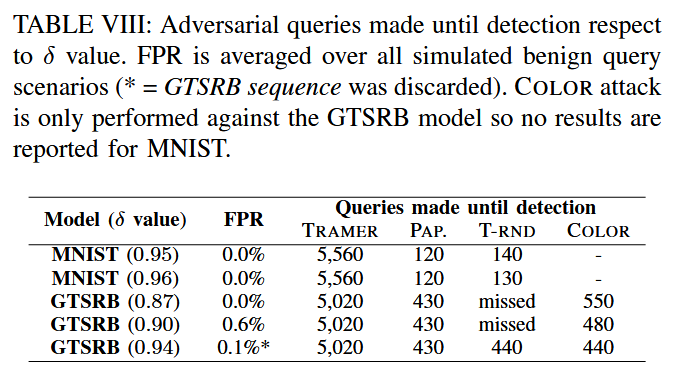 TABLE VIII: Adversarial queries made until detection respect
to δ value. FPR is averaged over all simulated benign query
scenarios (* = GTSRB sequence was discarded). COLOR attack
is only performed against the GTSRB model so no results are
reported for MNIST.
Model (δ value) FPR Queries made until detection
TRAMER PAP. T-RND COLOR
MNIST (0.95) 0.0% 5,560 120 140 -
MNIST (0.96) 0.0% 5,560 120 130 -
GTSRB (0.87) 0.0% 5,020 430 missed 550
GTSRB (0.90) 0.6% 5,020 430 missed 480
GTSRB (0.94) 0.1%* 5,020 430 440 440